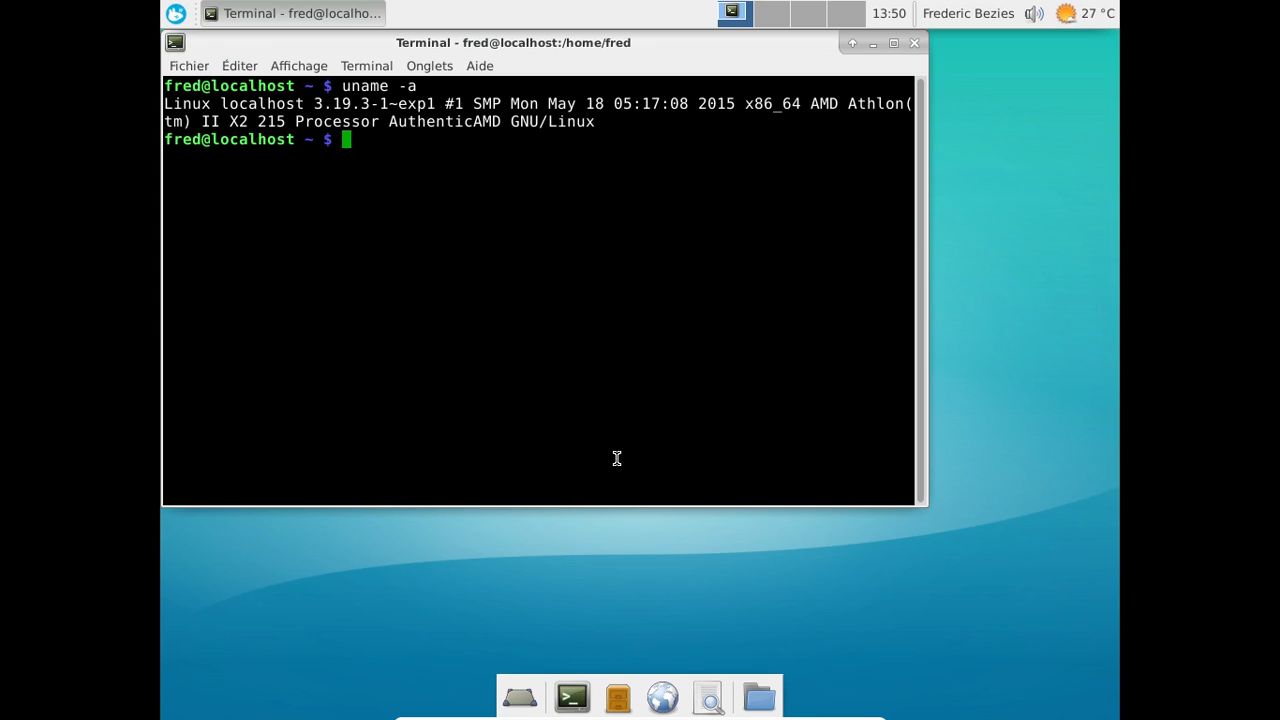 Terminal - fred@localho...
13:50
Frederic Bezies
27 °C
Terminal - fred@localhost:/home/fred
Fichier Éditer Affichage Terminal Onglets Aide
fred@localhost ~ $ uname -a
Linux localhost 3.19.3-1~exp1 #1 SMP Mon May 18 05:17:08 2015 x86_64 AMD Athlon(
tm) II X2 215 Processor AuthenticAMD GNU/Linux
fred@localhost ~ $